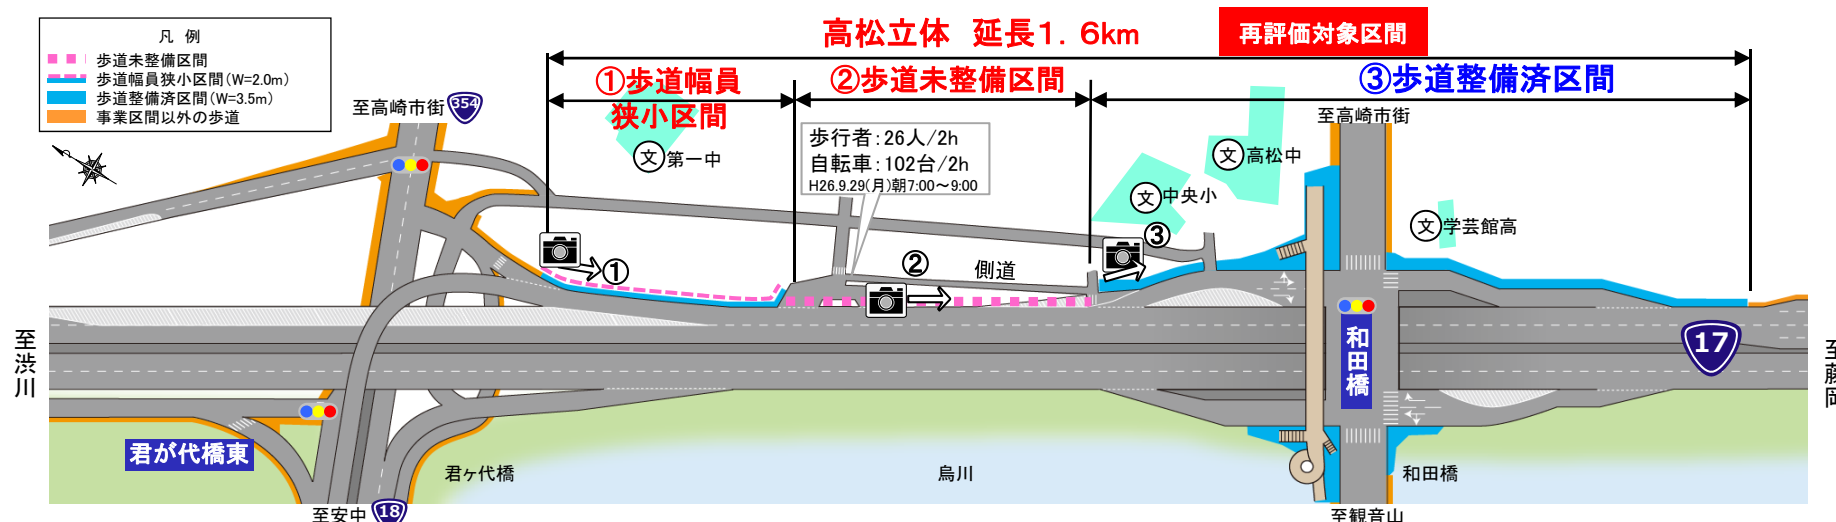 凡 例
歩道未整備区間
歩道幅員狭小区間(W=2.0m)
歩道整備済区間(W=3.5m)
事業区間以外の歩道
高松立体 延長1.6km
再評価対象区間
①歩道幅員
狭小区間
②歩道未整備区間
③歩道整備済区間
至高崎市街
354
至高崎市街
歩行者:26人/2h
自転車:102台/2h
H26.9.29(月)朝7:00～9:00
文 第一中
文 高松中
文 中央小
文 学芸館高
①
②
③
側道
至渋川
和田橋
17
至藤岡
君が代橋東
君ヶ代橋
烏川
和田橋
至安中
18
至観音山